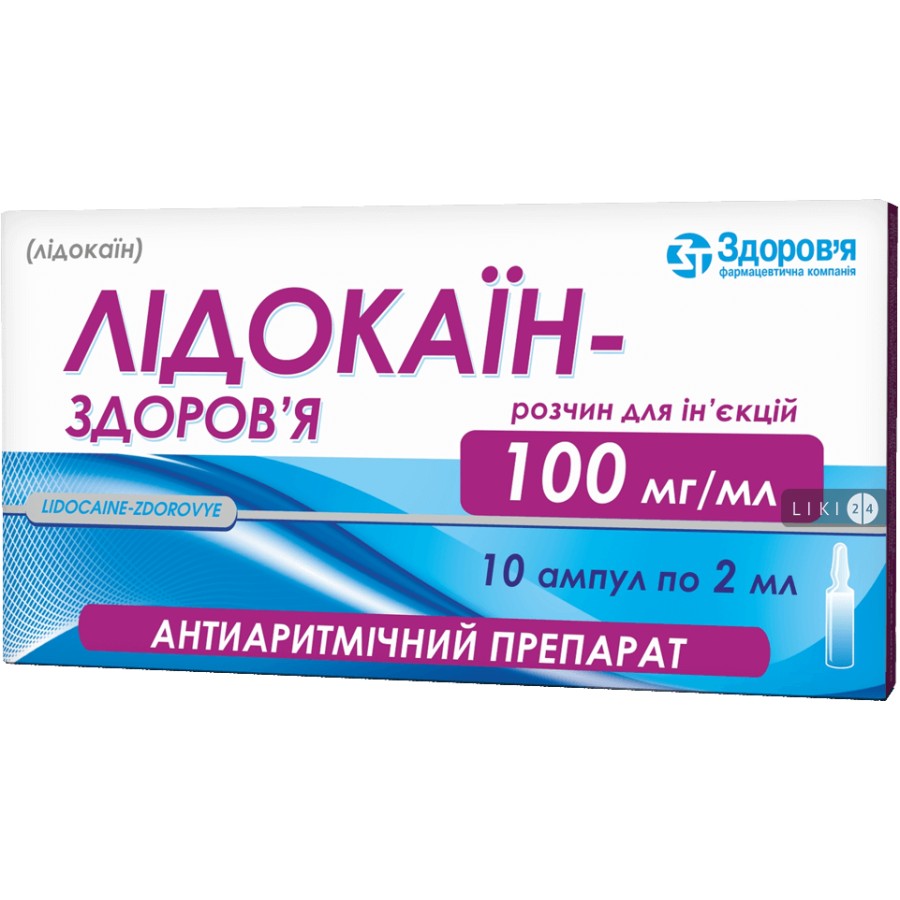 (лідокаїн)
Здоров'я
фармацевтична компанія
ЛІДОКАЇН-
ЗДОРОВ'Я
розчин для ін'єкцій
100 мг/мл
LIDOCAINE-ZDOROVYE
LIKI 24
10 ампул по 2 мл
АНТИАРИТМІЧНИЙ ПРЕПАРАТ